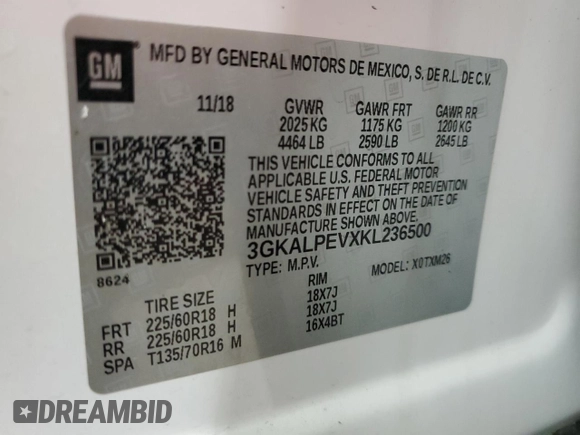 GM
MFD BY GENERAL MOTORS DE MEXICO, S. DE R.L. DE C.V.
11/18 GVWR GAWR FRT GAWR RR
2025 KG 1175 KG 1200 KG
4464 LB 2590 LB 2645 LB
THIS VEHICLE CONFORMS TO ALL
APPLICABLE U.S. FEDERAL MOTOR
VEHICLE SAFETY AND THEFT PREVENTION
STANDARDS IN EFFECT ON THE DATE OF
MANUFACTURE SHOWN ABOVE.
3GKALPEVXKL236500
TYPE: M.P.V. MODEL: X0TXM26
8624
TIRE SIZE RIM
FRT 225/60R18 H 18X7J
RR 225/60R18 H 18X7J
SPA T135/70R16 M 16X4BT
DREAMBID